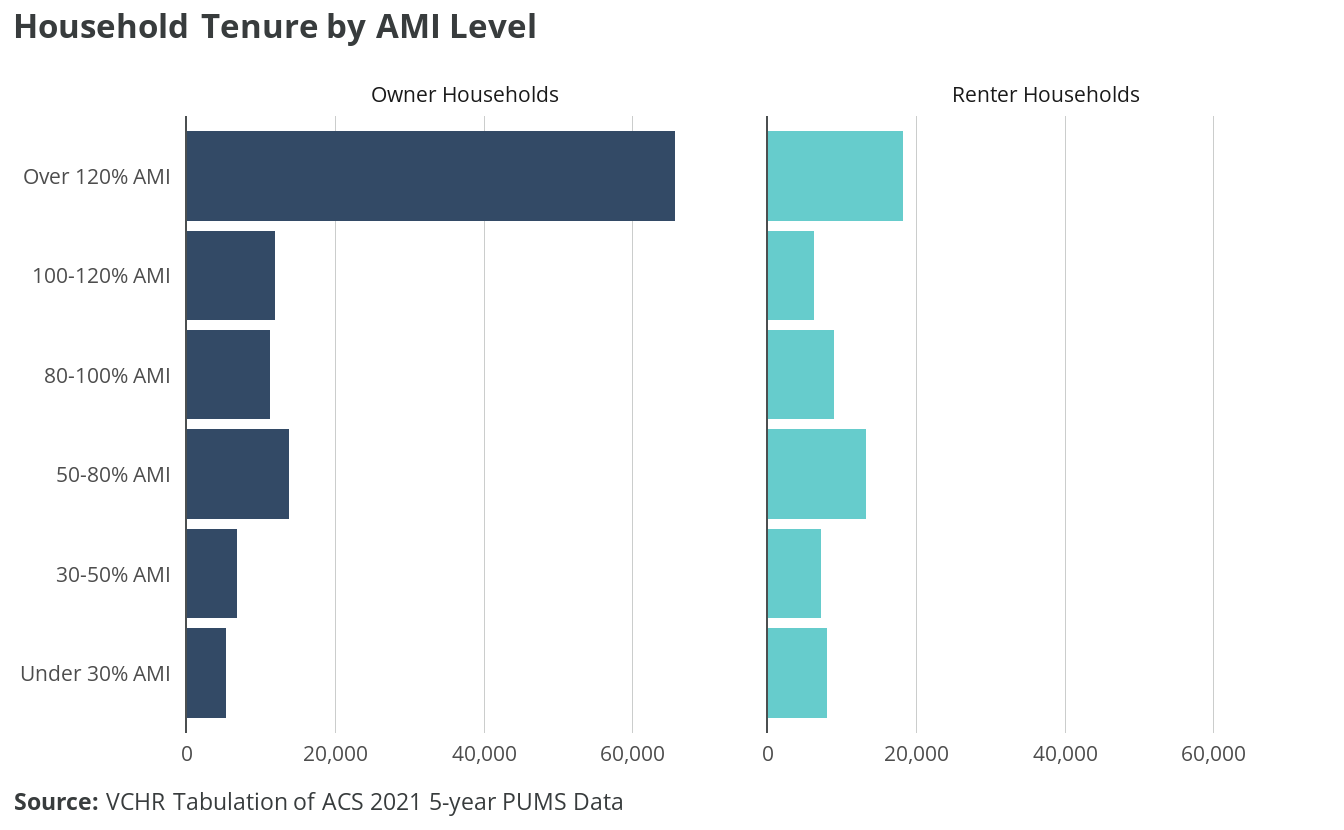 Household Tenure by AMI Level
Owner Households
Renter Households
Over 120% AMI
100-120% AMI
80-100% AMI
50-80% AMI
30-50% AMI
Under 30% AMI
0 20,000 40,000 60,000
0 20,000 40,000 60,000
Source: VCHR Tabulation of ACS 2021 5-year PUMS Data